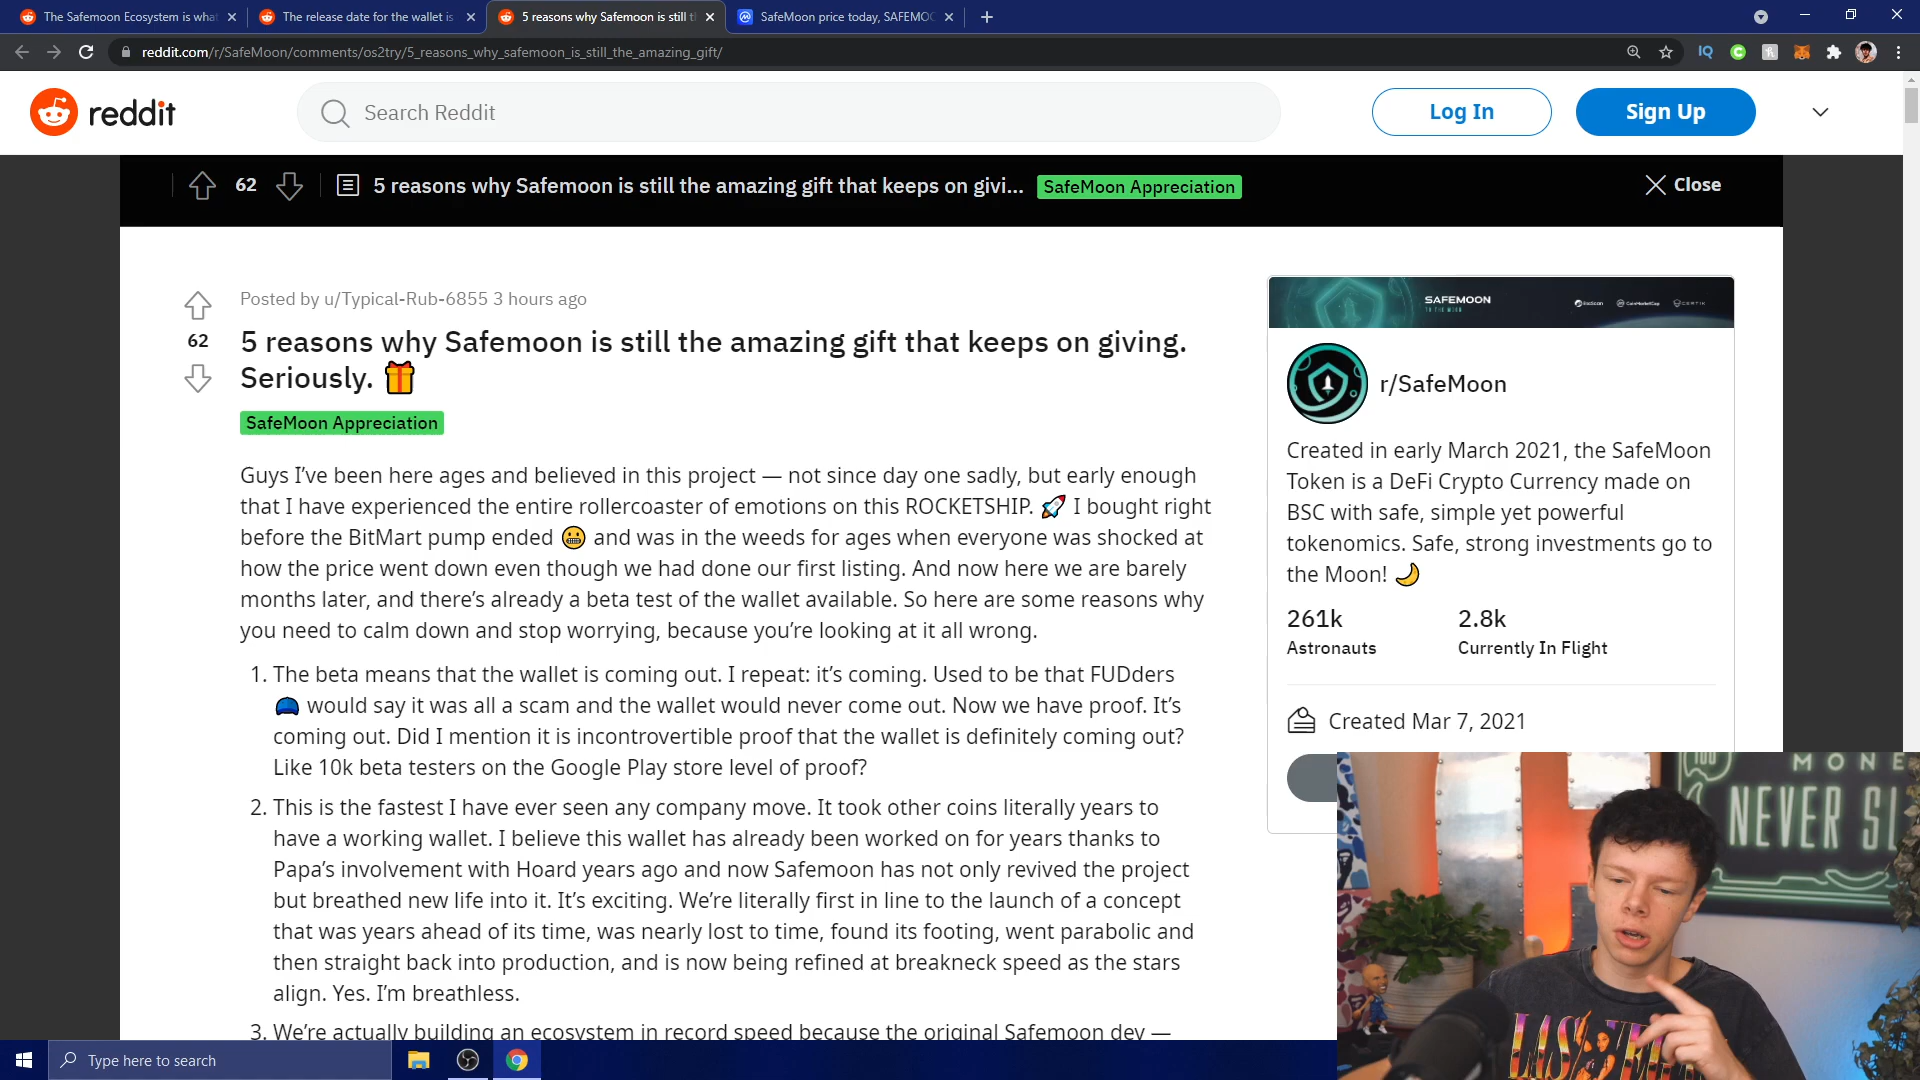 The Safemoon Ecosystem is what
The release date for the wallet is
5 reasons why Safemoon is still t
SafeMoon price today, SAFEMOO
reddit.com/r/SafeMoon/comments/os2try/5_reasons_why_safemoon_is_still_the_amazing_gift/
reddit
Search Reddit
Log In
Sign Up
62
5 reasons why Safemoon is still the amazing gift that keeps on givi...
SafeMoon Appreciation
Close
Posted by u/Typical-Rub-6855 3 hours ago
62
5 reasons why Safemoon is still the amazing gift that keeps on giving.
Seriously. 🎁
SafeMoon Appreciation
Guys I've been here ages and believed in this project — not since day one sadly, but early enough
that I have experienced the entire rollercoaster of emotions on this ROCKETSHIP. 🚀 I bought right
before the BitMart pump ended 😬 and was in the weeds for ages when everyone was shocked at
how the price went down even though we had done our first listing. And now here we are barely
months later, and there's already a beta test of the wallet available. So here are some reasons why
you need to calm down and stop worrying, because you're looking at it all wrong.
1. The beta means that the wallet is coming out. I repeat: it's coming. Used to be that FUDders
🧢 would say it was all a scam and the wallet would never come out. Now we have proof. It's
coming out. Did I mention it is incontrovertible proof that the wallet is definitely coming out?
Like 10k beta testers on the Google Play store level of proof?
2. This is the fastest I have ever seen any company move. It took other coins literally years to
have a working wallet. I believe this wallet has already been worked on for years thanks to
Papa's involvement with Hoard years ago and now Safemoon has not only revived the project
but breathed new life into it. It's exciting. We're literally first in line to the launch of a concept
that was years ahead of its time, was nearly lost to time, found its footing, went parabolic and
then straight back into production, and is now being refined at breakneck speed as the stars
align. Yes. I'm breathless.
3. We're actually building an ecosystem in record speed because the original Safemoon dev —
SAFEMOON
TO THE MOON
BscScan
CoinMarketCap
CERTIK
r/SafeMoon
Created in early March 2021, the SafeMoon
Token is a DeFi Crypto Currency made on
BSC with safe, simple yet powerful
tokenomics. Safe, strong investments go to
the Moon! 🌙
261k
2.8k
Astronauts
Currently In Flight
Created Mar 7, 2021
MONE
NEVER SL
Type here to search